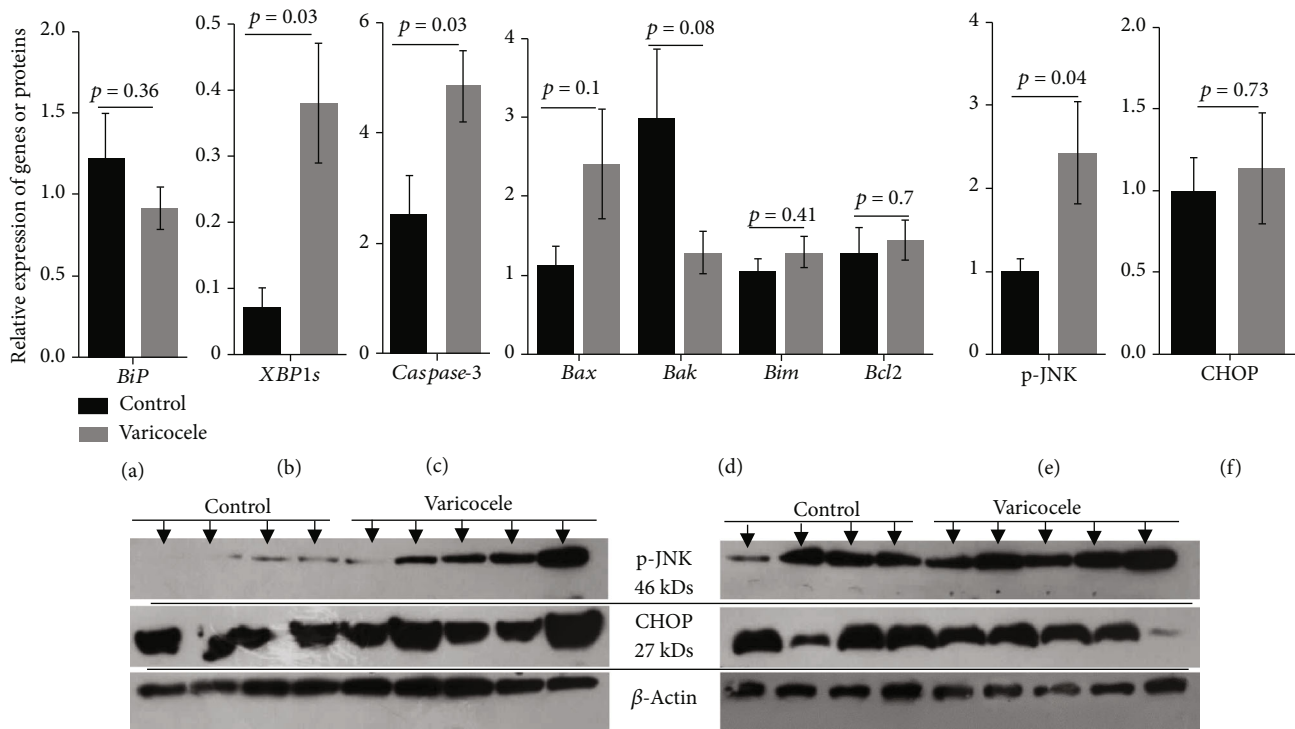 Relative expression of genes or proteins
2.0
1.5
1.0
0.5
0.0
p = 0.36
BiP
0.5
0.4
0.3
0.2
0.1
0
p = 0.03
XBP1s
6
4
2
0
p = 0.03
Caspase-3
4
3
2
1
0
p = 0.1
p = 0.08
p = 0.41
p = 0.7
Bax
Bak
Bim
Bcl2
4
3
2
1
0
p = 0.04
p-JNK
2.0
1.5
1.0
0.5
0.0
p = 0.73
CHOP
Control
Varicocele
(a)
(b)
(c)
(d)
(e)
(f)
Control
Varicocele
Control
Varicocele
p-JNK
46 kDs
CHOP
27 kDs
β-Actin